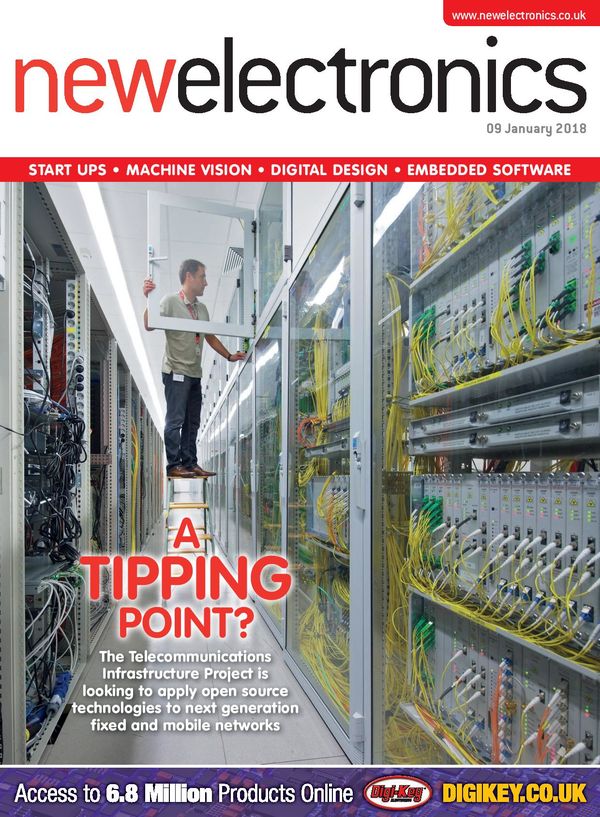 www.newelectronics.co.uk
newelectronics
09 January 2018
START UPS • MACHINE VISION • DIGITAL DESIGN • EMBEDDED SOFTWARE
A
TIPPING
POINT?
The Telecommunications
Infrastructure Project is
looking to apply open source
technologies to next generation
fixed and mobile networks
Access to 6.8 Million Products Online Digi-Key ELECTRONICS DIGIKEY.CO.UK